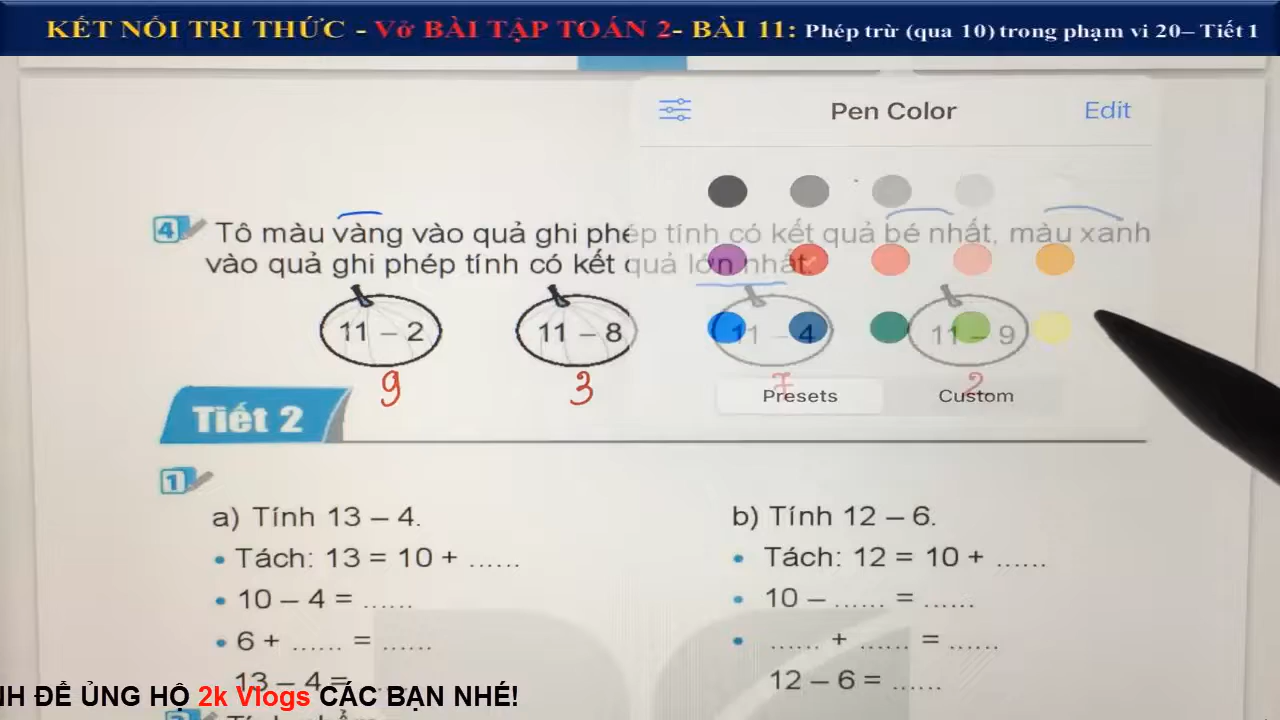 KẾT NỐI TRI THỨC - Vở BÀI TẬP TOÁN 2- BÀI 11: Phép trừ (qua 10) trong phạm vi 20– Tiết 1
Pen Color
Edit
4 Tô màu vàng vào quả ghi phép tính có kết quả bé nhất, màu xanh
vào quả ghi phép tính có kết quả lớn nhất.
11 – 2 11 – 8 11 – 4 11 – 9
9 3 7 2
Presets Custom
Tiết 2
1
a) Tính 13 – 4.
• Tách: 13 = 10 + ......
• 10 – 4 = ......
• 6 + ...... = ......
13 – 4 =
b) Tính 12 – 6.
• Tách: 12 = 10 + ......
• 10 – ...... = ......
• ...... + ...... = ......
12 – 6 = ......
NH ĐỂ ỦNG HỘ 2k Vlogs CÁC BẠN NHÉ!